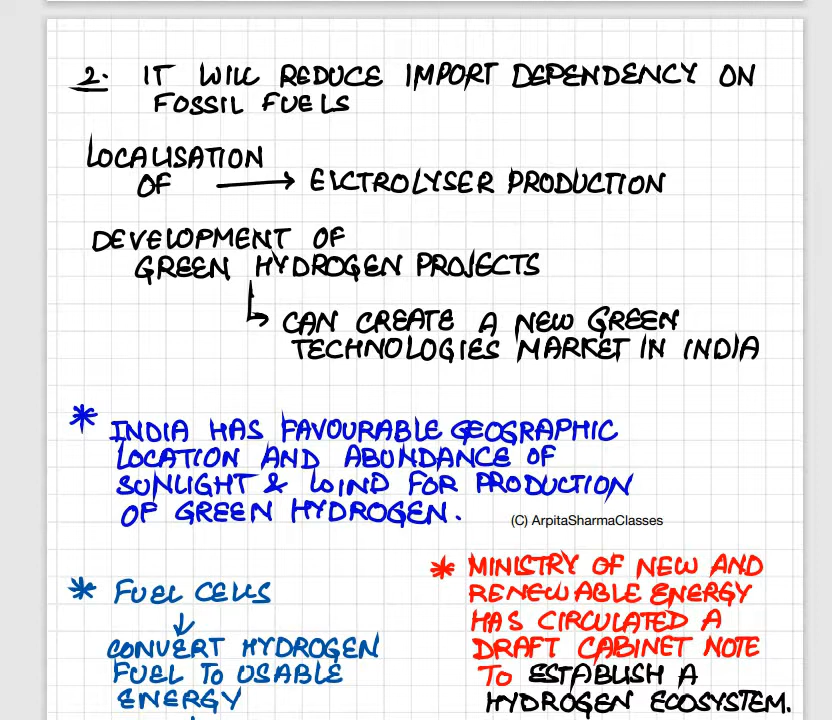 2. IT WILL REDUCE IMPORT DEPENDENCY ON
FOSSIL FUELS
LOCALISATION
OF → ElCTROLYSER PRODUCTION
DEVELOPMENT OF
GREEN HYDROGEN PROJECTS
↳ CAN CREATE A NEW GREEN
TECHNOLOGIES MARKET IN INDIA
* INDIA HAS FAVOURABLE GEOGRAPHIC
LOCATION AND ABUNDANCE OF
SUNLIGHT & WIND FOR PRODUCTION
OF GREEN HYDROGEN.
(C) ArpitaSharmaClasses
* FUEL CELLS
↓
CONVERT HYDROGEN
FUEL TO USABLE
ENERGY
* MINISTRY OF NEW AND
RENEWABLE ENERGY
HAS CIRCULATED A
DRAFT CABINET NOTE
TO ESTABLISH A
HYDROGEN ECOSYSTEM.